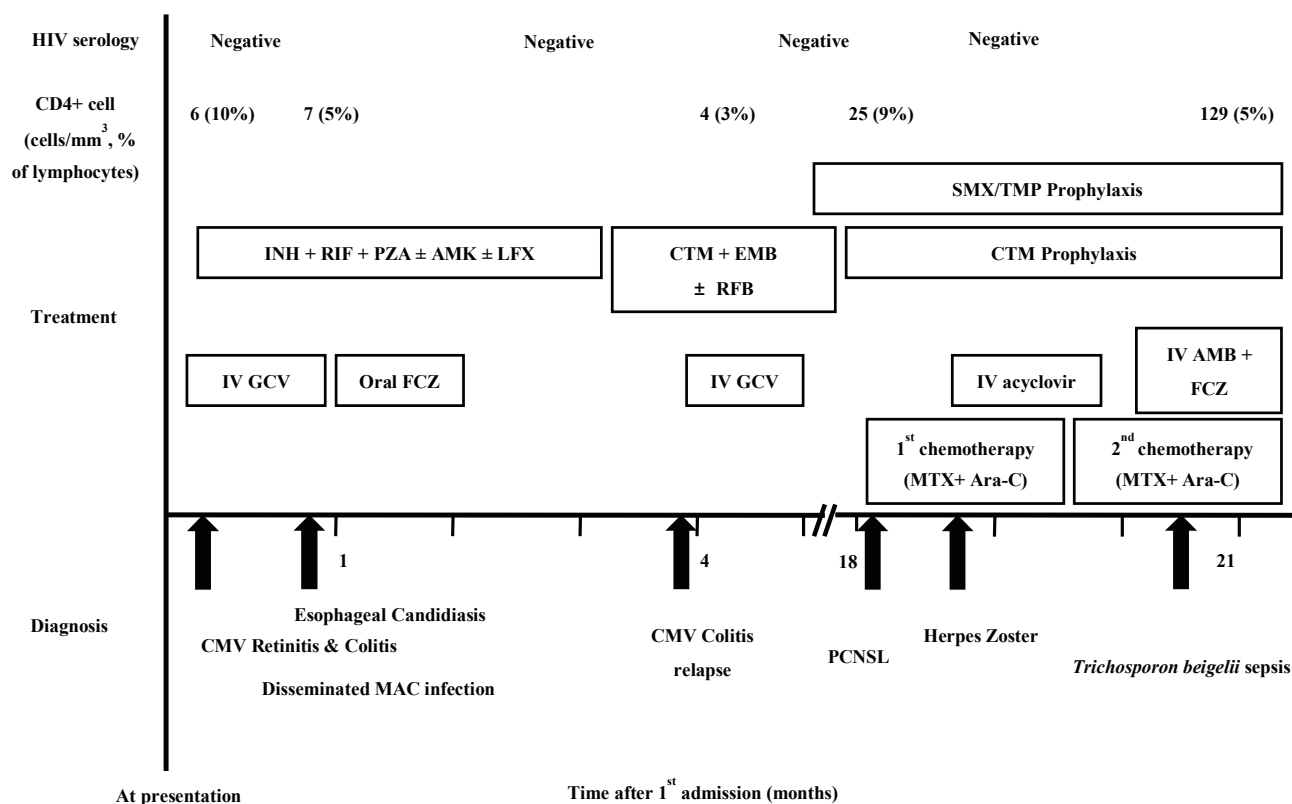 HIV serology
Negative
Negative
Negative
Negative
CD4+ cell
(cells/mm³, %
of lymphocytes)
6 (10%)
7 (5%)
4 (3%)
25 (9%)
129 (5%)
SMX/TMP Prophylaxis
INH + RIF + PZA ± AMK ± LFX
CTM + EMB
± RFB
CTM Prophylaxis
Treatment
IV GCV
Oral FCZ
IV GCV
IV acyclovir
IV AMB +
FCZ
1st chemotherapy
(MTX+ Ara-C)
2nd chemotherapy
(MTX+ Ara-C)
1
4
18
21
Diagnosis
CMV Retinitis & Colitis
Esophageal Candidiasis
Disseminated MAC infection
CMV Colitis
relapse
PCNSL
Herpes Zoster
Trichosporon beigelii sepsis
At presentation
Time after 1st admission (months)